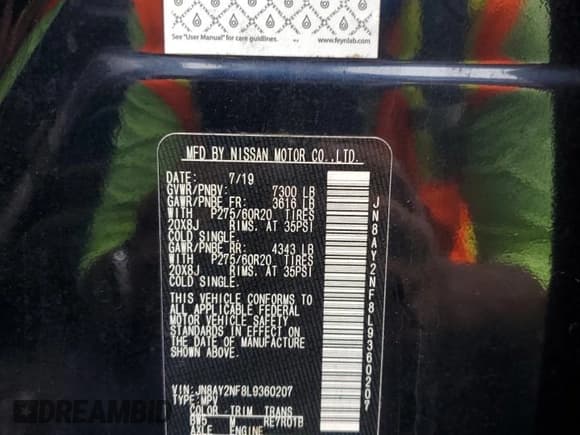 See "User Manual" for care guidlines.
www.feynlab.com
MFD BY NISSAN MOTOR CO.,LTD.
DATE: 7/19
GVWR/PNBV: 7300 LB
GAWR/PNBE FR: 3616 LB
WITH P275/60R20 TIRES
20X8J RIMS, AT 35PSI
COLD SINGLE.
GAWR/PNBE RR: 4343 LB
WITH P275/60R20 TIRES
20X8J RIMS, AT 35PSI
COLD SINGLE.
THIS VEHICLE CONFORMS TO
ALL APPLICABLE FEDERAL
MOTOR VEHICLE SAFETY
STANDARDS IN EFFECT ON
THE DATE OF MANUFACTURE
SHOWN ABOVE.
VIN: JN8AY2NF8L9360207
TYPE: MPV
COLOR TRIM TRANS
BW5 M RE7R01B
AXLE ENGINE
JN8AY2NF8L9360207
DREAMBID